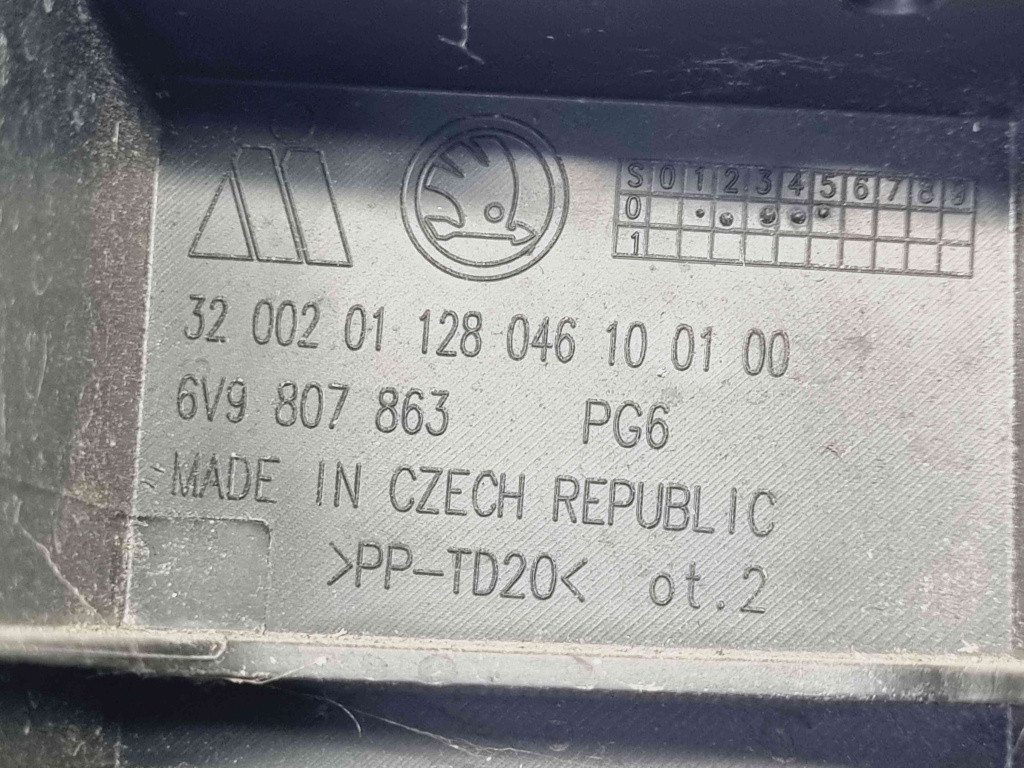 S 0 1 2 3 4 5 6 7 8 9
0
1
32 002 01 128 046 10 01 00
6V9 807 863 PG6
MADE IN CZECH REPUBLIC
>PP-TD20< ot.2